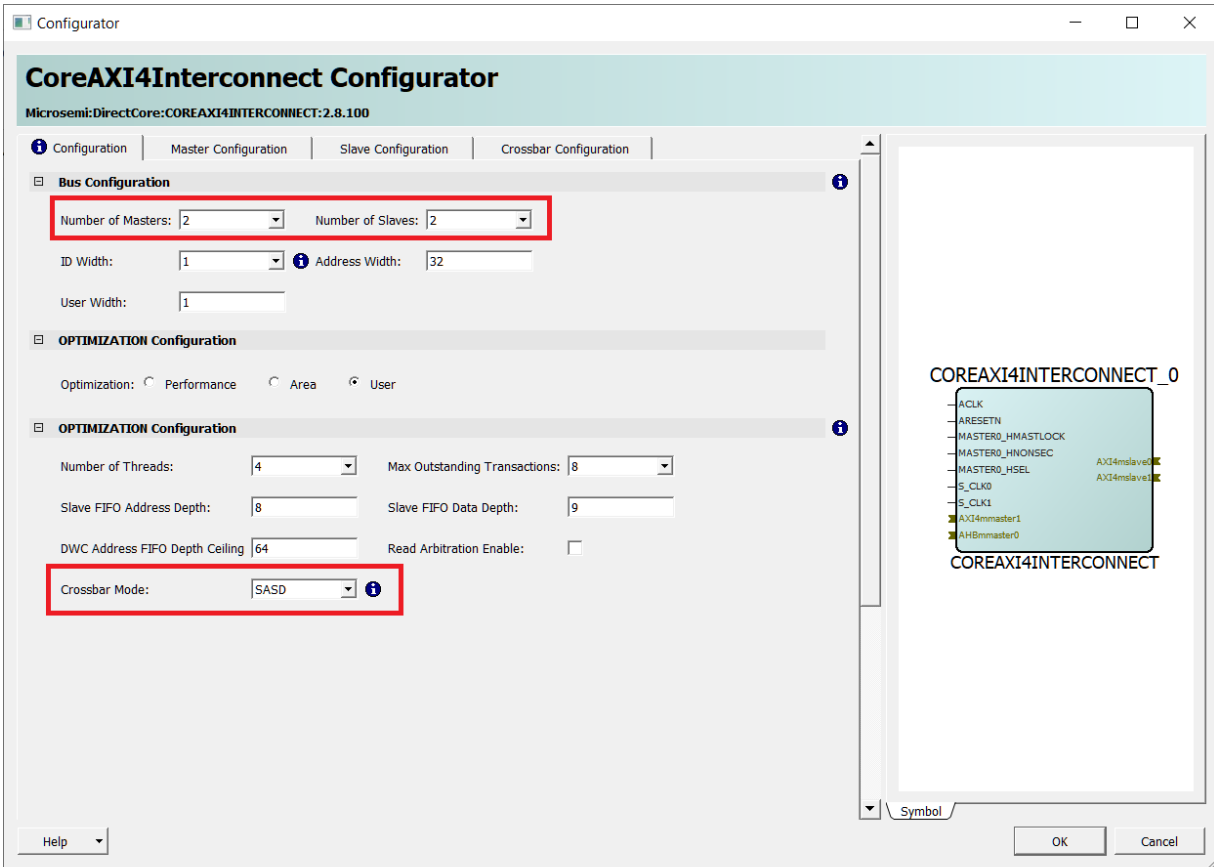 Configurator
CoreAXI4Interconnect Configurator
Microsemi:DirectCore:COREAXI4INTERCONNECT:2.8.100
Configuration Master Configuration Slave Configuration Crossbar Configuration
Bus Configuration
Number of Masters: 2 Number of Slaves: 2
ID Width: 1 Address Width: 32
User Width: 1
OPTIMIZATION Configuration
Optimization: Performance Area User
OPTIMIZATION Configuration
Number of Threads: 4 Max Outstanding Transactions: 8
Slave FIFO Address Depth: 8 Slave FIFO Data Depth: 9
DWC Address FIFO Depth Ceiling 64 Read Arbitration Enable:
Crossbar Mode: SASD
COREAXI4INTERCONNECT_0
ACLK
ARESETN
MASTER0_HMASTLOCK
MASTER0_HNONSEC
MASTER0_HSEL
S_CLK0
S_CLK1
AXI4mmaster1
AHBmmaster0
AXI4mslave0
AXI4mslave1
COREAXI4INTERCONNECT
Symbol
Help OK Cancel